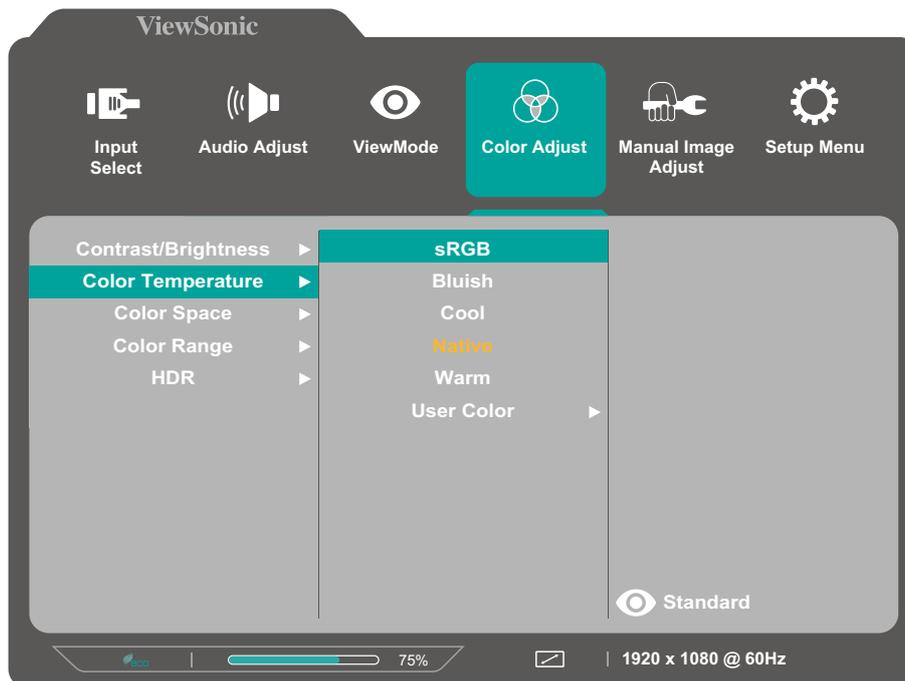 ViewSonic
Input Select
Audio Adjust
ViewMode
Color Adjust
Manual Image Adjust
Setup Menu
Contrast/Brightness
Color Temperature
Color Space
Color Range
HDR
sRGB
Bluish
Cool
Native
Warm
User Color
Standard
eco
75%
1920 x 1080 @ 60Hz